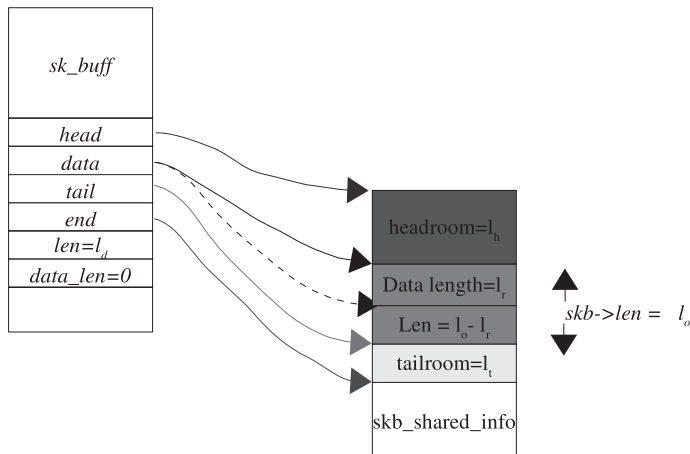 sk_buff
head
data
tail
end
len=l_d
data_len=0
headroom=l_h
Data length=l_r
Len = l_o- l_r
tailroom=l_t
skb_shared_info
skb->len = l_o